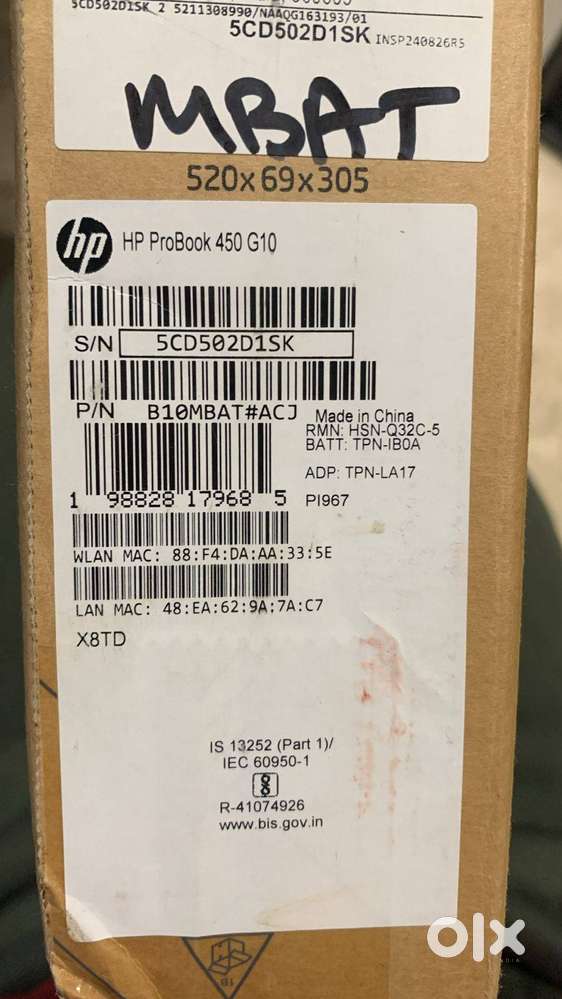 5CD502D1SK 2 5211308990/NAAQG163193/01
5CD502D1SK INSP240826R5
MBAT
520x69x305
hp HP ProBook 450 G10
S/N 5CD502D1SK
P/N B10MBAT#ACJ
Made in China
RMN: HSN-Q32C-5
BATT: TPN-IB0A
ADP: TPN-LA17
1 98828 17968 5
PI967
WLAN MAC: 88:F4:DA:AA:33:5E
LAN MAC: 48:EA:62:9A:7A:C7
X8TD
IS 13252 (Part 1)/
IEC 60950-1
R-41074926
www.bis.gov.in
olx
INDIA